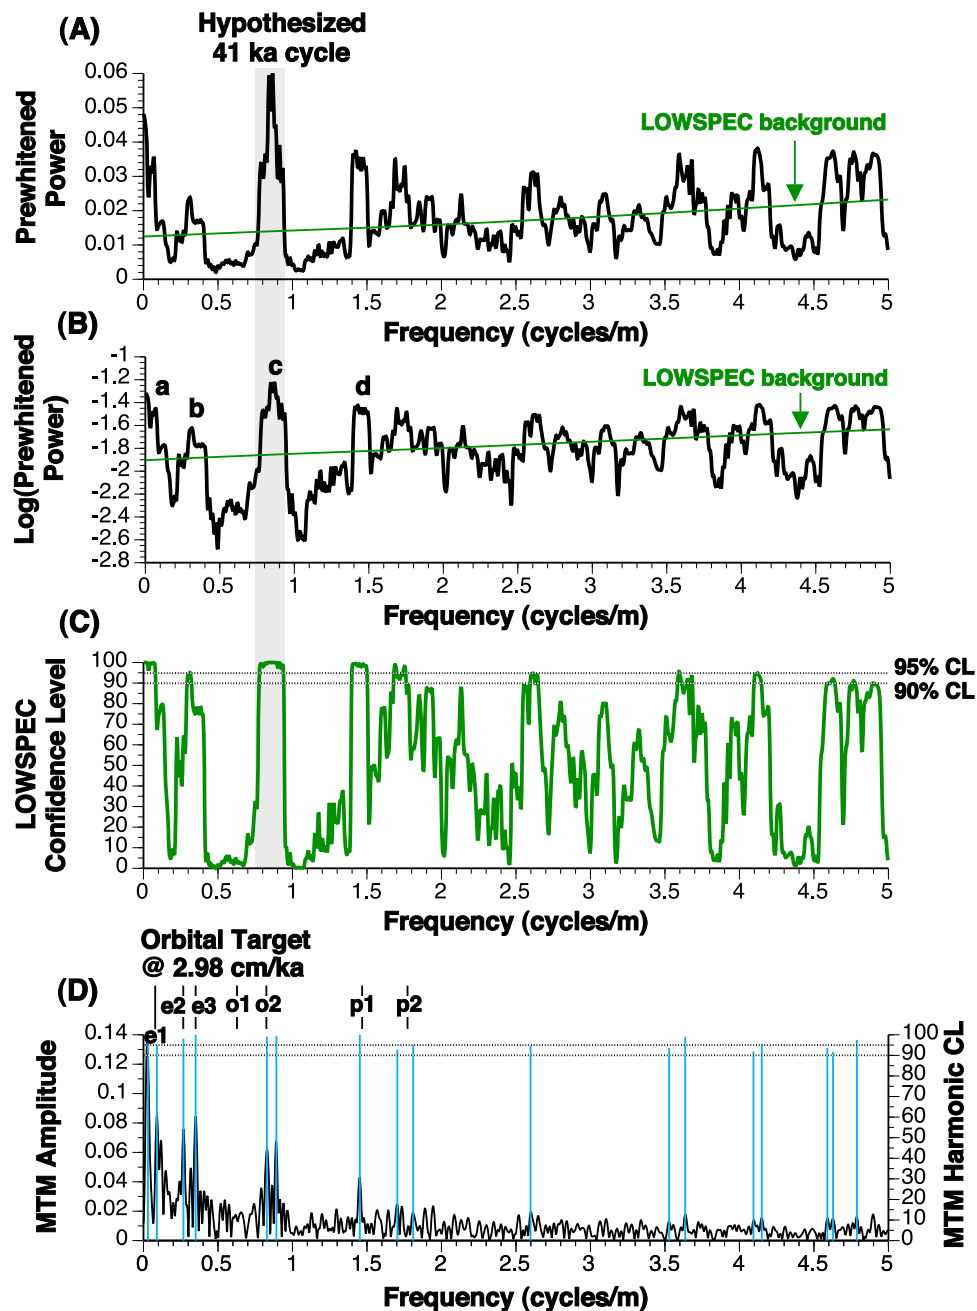 (A)
Hypothesized
41 ka cycle
Prewhitened
Power
0.06
0.05
0.04
0.03
0.02
0.01
0
LOWSPEC background
0 0.5 1 1.5 2 2.5 3 3.5 4 4.5 5
Frequency (cycles/m)
(B)
Log(Prewhitened
Power)
-1
-1.2
-1.4
-1.6
-1.8
-2
-2.2
-2.4
-2.6
-2.8
a
b
c
d
LOWSPEC background
0 0.5 1 1.5 2 2.5 3 3.5 4 4.5 5
Frequency (cycles/m)
(C)
LOWSPEC
Confidence Level
100
90
80
70
60
50
40
30
20
10
0
95% CL
90% CL
0 0.5 1 1.5 2 2.5 3 3.5 4 4.5 5
Frequency (cycles/m)
Orbital Target
@ 2.98 cm/ka
(D)
e1
e2
e3
o1
o2
p1
p2
MTM Amplitude
0.14
0.12
0.1
0.08
0.06
0.04
0.02
0
100
90
80
70
60
50
40
30
20
10
0
MTM Harmonic CL
0 0.5 1 1.5 2 2.5 3 3.5 4 4.5 5
Frequency (cycles/m)